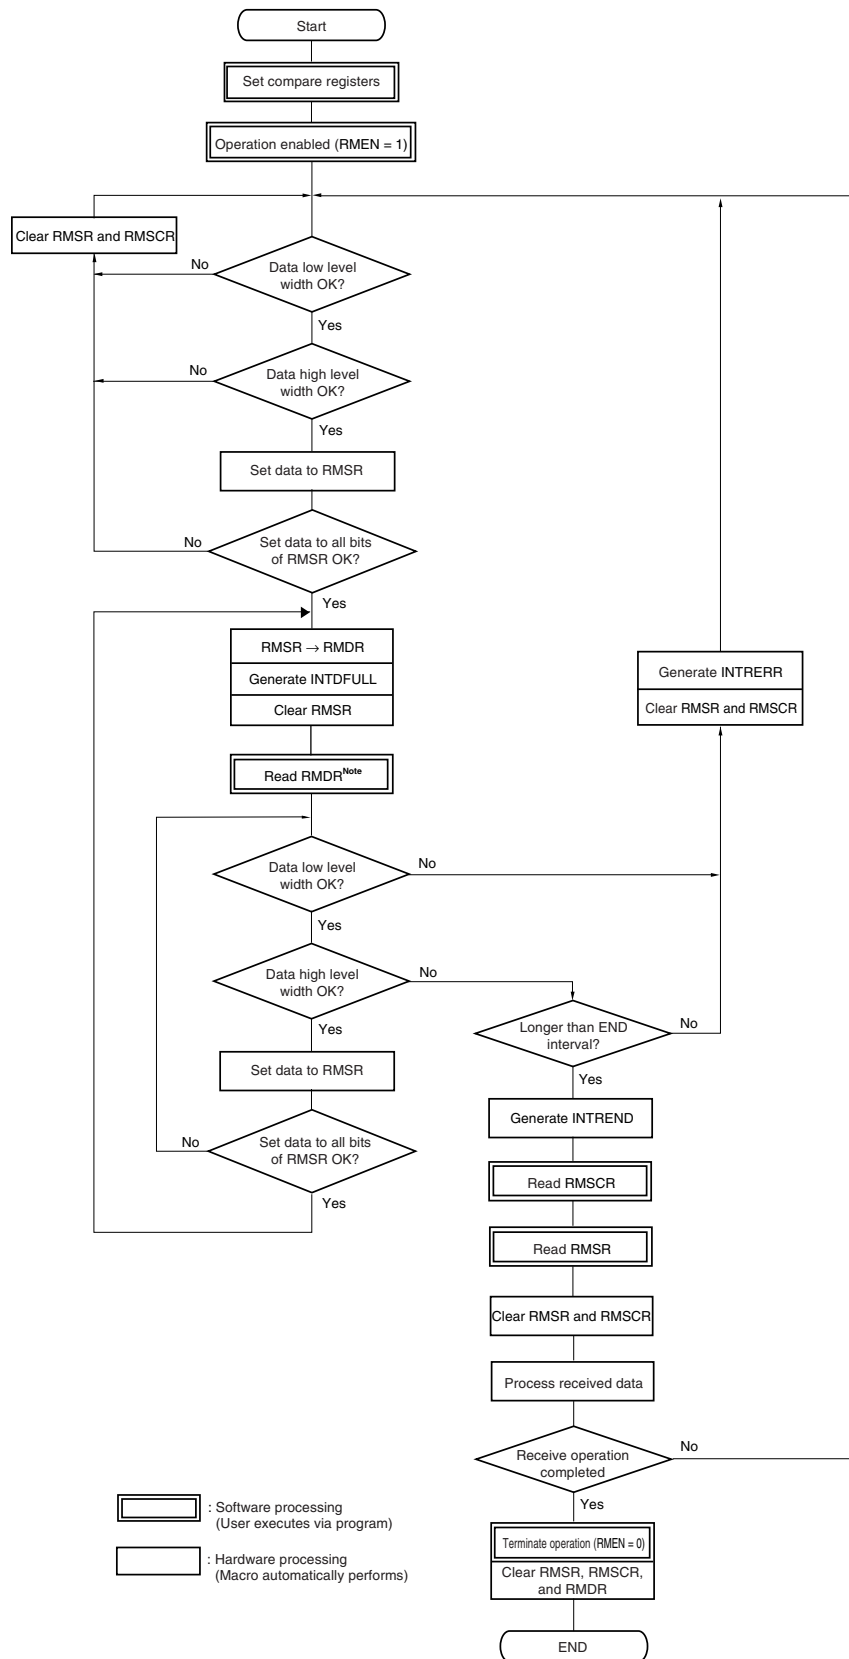 Start
Set compare registers
Operation enabled (RMEN = 1)
Clear RMSR and RMSCR
No
Data low level
width OK?
Yes
No
Data high level
width OK?
Yes
Set data to RMSR
No
Set data to all bits
of RMSR OK?
Yes
RMSR → RMDR
Generate INTDFULL
Clear RMSR
Generate INTRERR
Clear RMSR and RMSCR
Read RMDRNote
Data low level
width OK?
No
Yes
Data high level
width OK?
No
Yes
Longer than END
interval?
No
Yes
Set data to RMSR
No
Set data to all bits
of RMSR OK?
Yes
Generate INTREND
Read RMSCR
Read RMSR
Clear RMSR and RMSCR
Process received data
Receive operation
completed
No
Yes
Terminate operation (RMEN = 0)
Clear RMSR, RMSCR,
and RMDR
END
: Software processing
(User executes via program)
: Hardware processing
(Macro automatically performs)